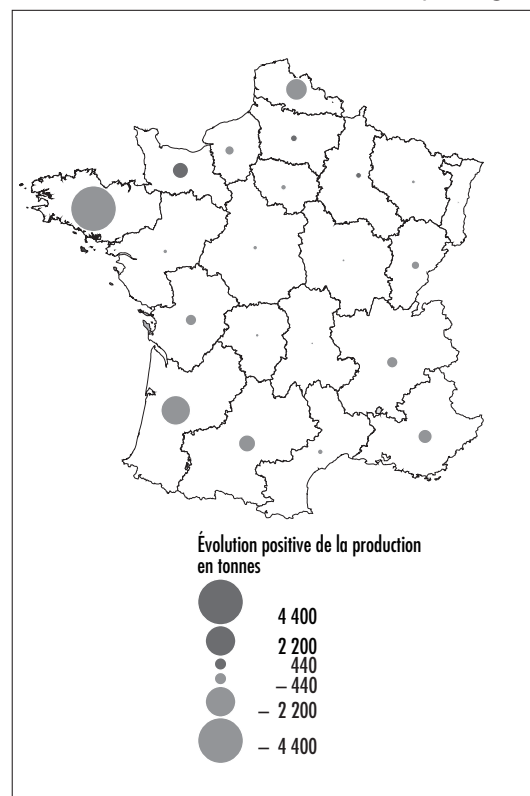 Évolution positive de la production
en tonnes
4 400
2 200
440
– 440
– 2 200
– 4 400